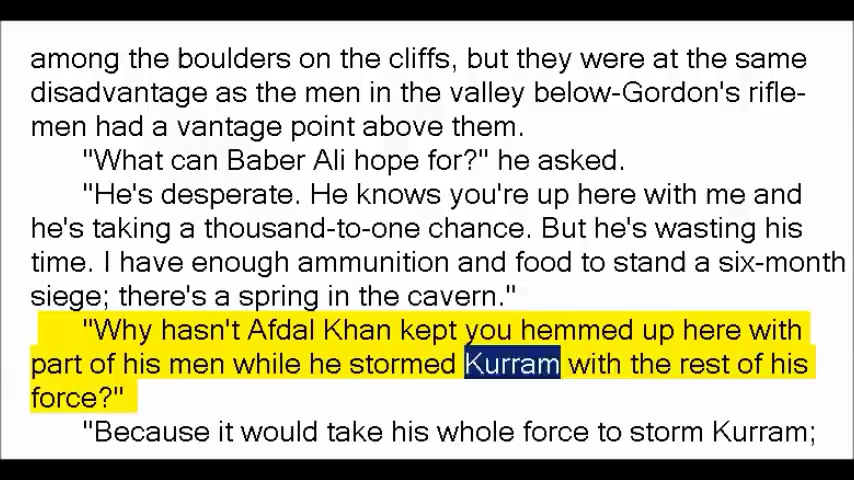 among the boulders on the cliffs, but they were at the same
disadvantage as the men in the valley below-Gordon's rifle-
men had a vantage point above them.
"What can Baber Ali hope for?" he asked.
"He's desperate. He knows you're up here with me and
he's taking a thousand-to-one chance. But he's wasting his
time. I have enough ammunition and food to stand a six-month
siege; there's a spring in the cavern."
"Why hasn't Afdal Khan kept you hemmed up here with
part of his men while he stormed Kurram with the rest of his
force?"
"Because it would take his whole force to storm Kurram;